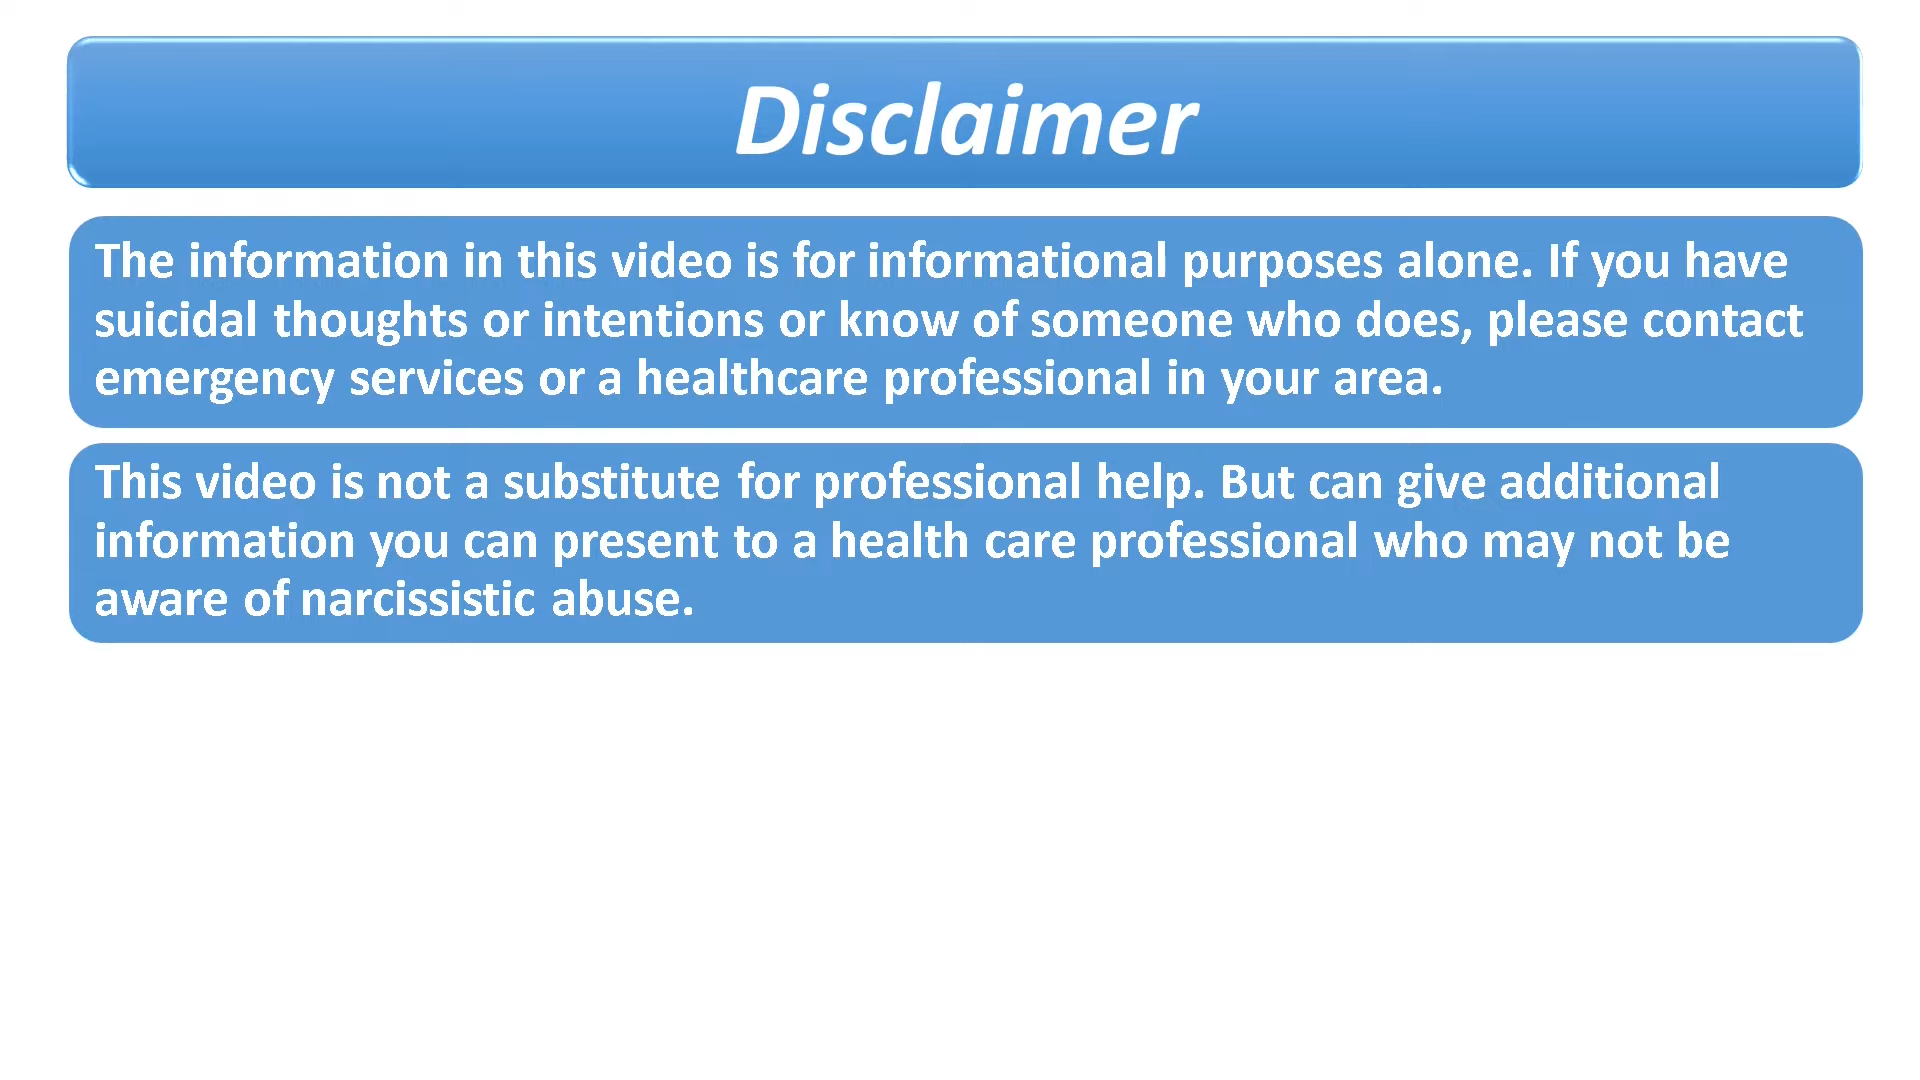 Disclaimer
The information in this video is for informational purposes alone. If you have
suicidal thoughts or intentions or know of someone who does, please contact
emergency services or a healthcare professional in your area.
This video is not a substitute for professional help. But can give additional
information you can present to a health care professional who may not be
aware of narcissistic abuse.